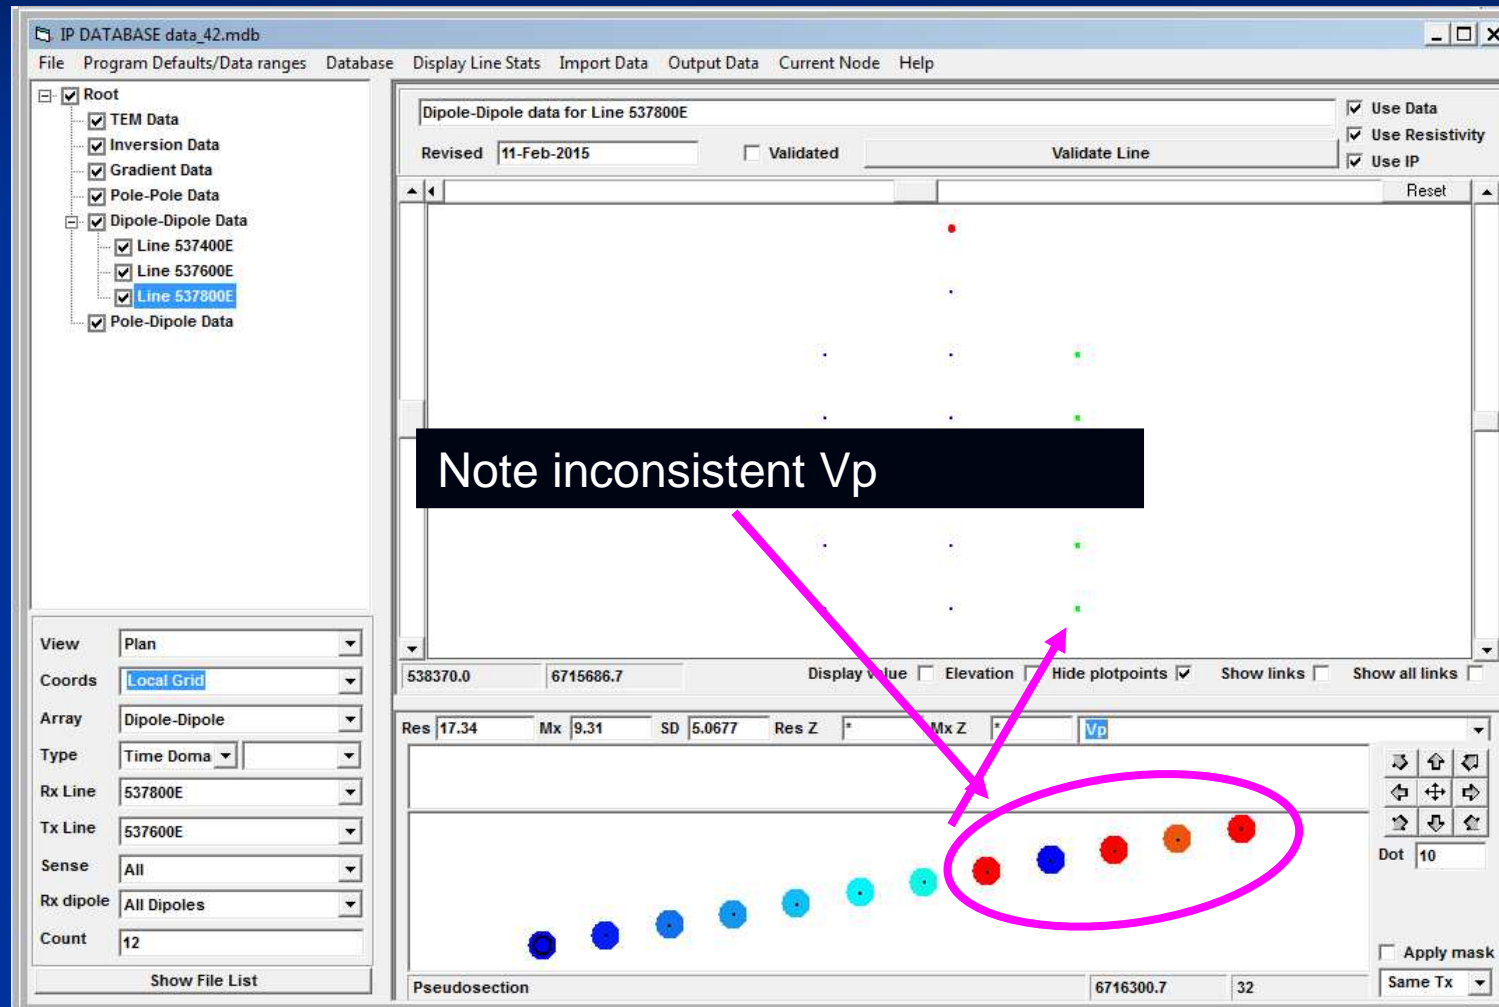 IP DATABASE data_42.mdb
File Program Defaults/Data ranges Database Display Line Stats Import Data Output Data Current Node Help
Root
TEM Data
Inversion Data
Gradient Data
Pole-Pole Data
Dipole-Dipole Data
Line 537400E
Line 537600E
Line 537800E
Pole-Dipole Data
View Plan
Coords Local Grid
Array Dipole-Dipole
Type Time Doma
Rx Line 537800E
Tx Line 537600E
Sense All
Rx dipole All Dipoles
Count 12
Show File List
Dipole-Dipole data for Line 537800E
Revised 11-Feb-2015 Validated Validate Line
Use Data
Use Resistivity
Use IP
Reset
Note inconsistent Vp
538370.0 6715686.7 Display value Elevation Hide plotpoints Show links Show all links
Res 17.34 Mx 9.31 SD 5.0677 Res Z * Mx Z * Vp
Dot 10
Apply mask
Same Tx
Pseudosection 6716300.7 32